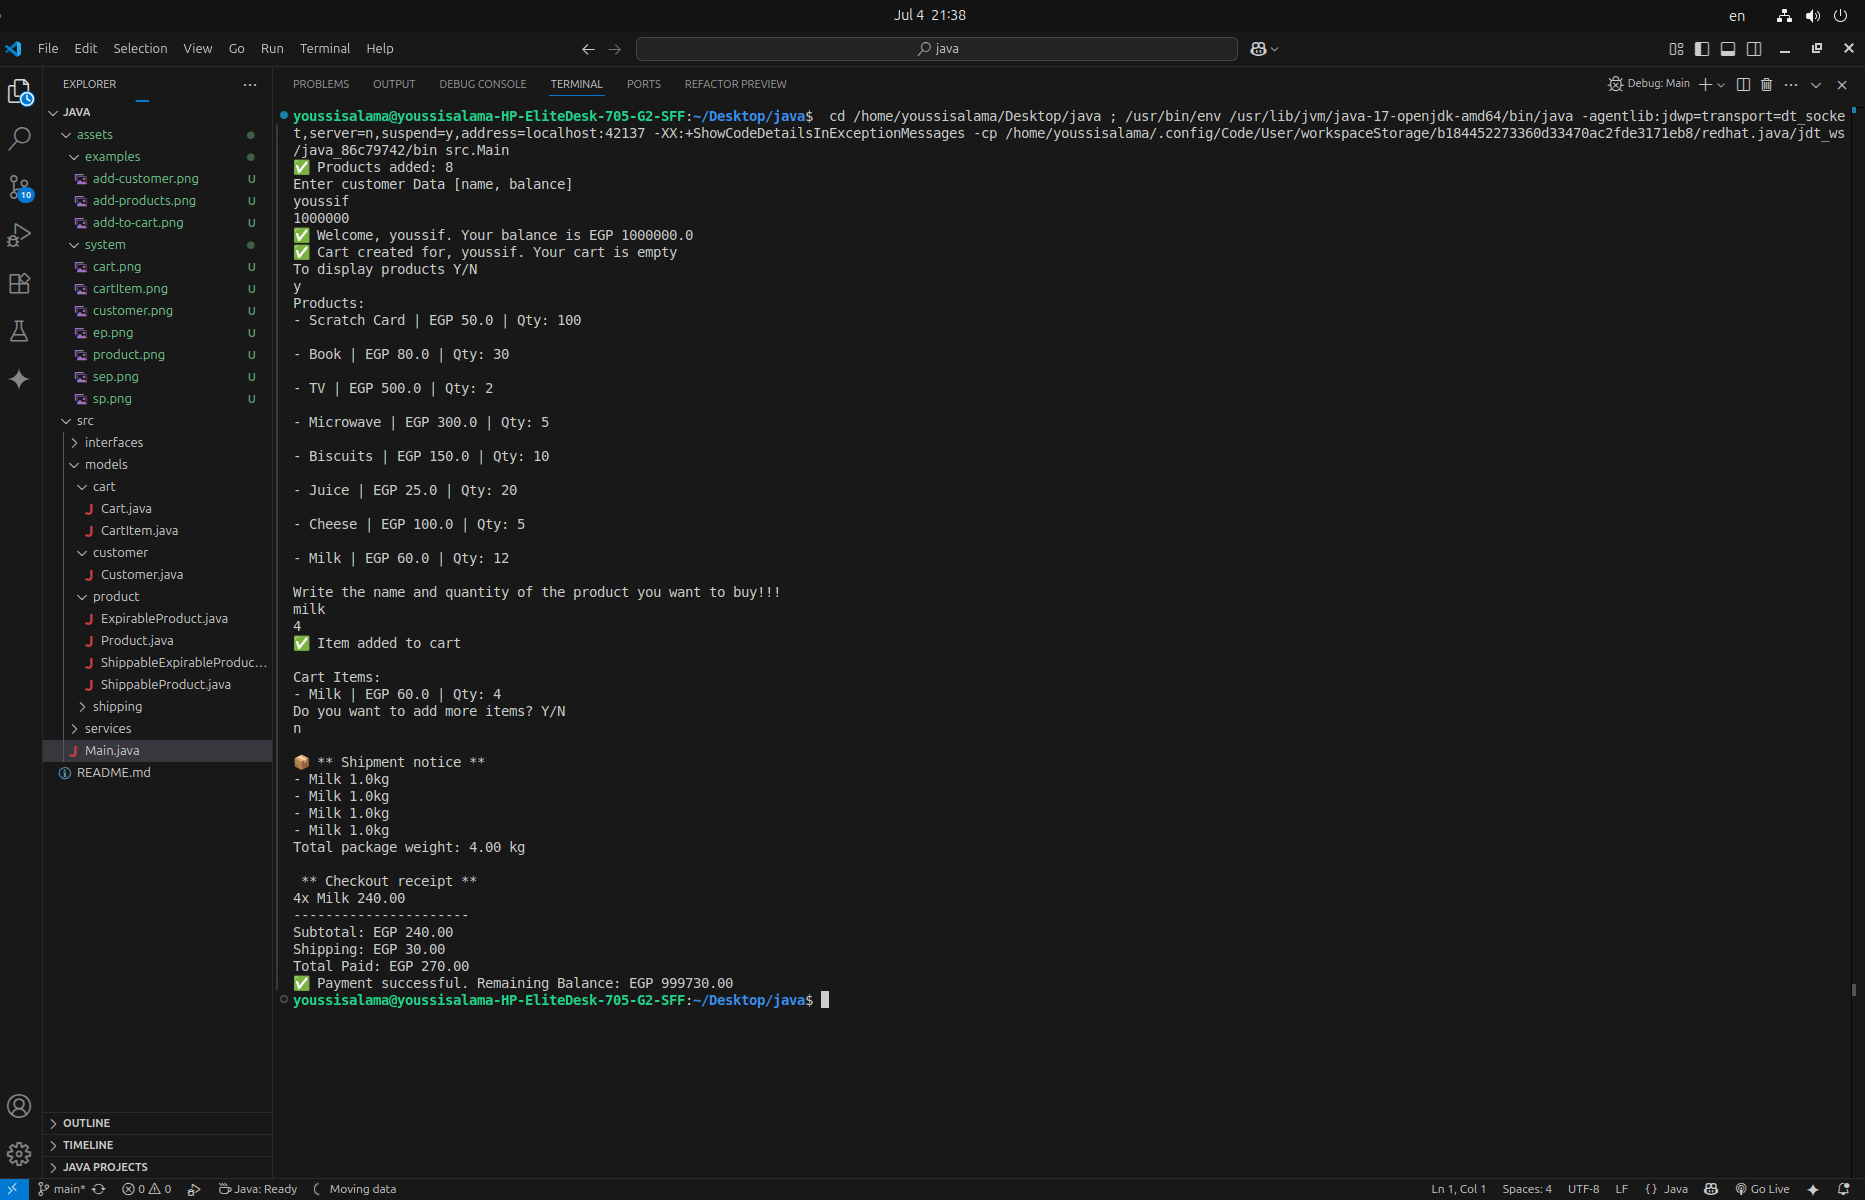 Jul 4 21:38
en
File Edit Selection View Go Run Terminal Help
java
EXPLORER
PROBLEMS OUTPUT DEBUG CONSOLE TERMINAL PORTS REFACTOR PREVIEW
Debug: Main
JAVA
assets
examples
add-customer.png U
add-products.png U
add-to-cart.png U
system
cart.png U
cartItem.png U
customer.png U
ep.png U
product.png U
sep.png U
sp.png U
src
interfaces
models
cart
Cart.java
CartItem.java
customer
Customer.java
product
ExpirableProduct.java
Product.java
ShippableExpirableProduc...
ShippableProduct.java
shipping
services
Main.java
README.md
10
OUTLINE
TIMELINE
JAVA PROJECTS
youssisalama@youssisalama-HP-EliteDesk-705-G2-SFF:~/Desktop/java$ cd /home/youssisalama/Desktop/java ; /usr/bin/env /usr/lib/jvm/java-17-openjdk-amd64/bin/java -agentlib:jdwp=transport=dt_socke
t,server=n,suspend=y,address=localhost:42137 -XX:+ShowCodeDetailsInExceptionMessages -cp /home/youssisalama/.config/Code/User/workspaceStorage/b184452273360d33470ac2fde3171eb8/redhat.java/jdt_ws
/java_86c79742/bin src.Main
✅ Products added: 8
Enter customer Data [name, balance]
youssif
1000000
✅ Welcome, youssif. Your balance is EGP 1000000.0
✅ Cart created for, youssif. Your cart is empty
To display products Y/N
y
Products:
- Scratch Card | EGP 50.0 | Qty: 100
- Book | EGP 80.0 | Qty: 30
- TV | EGP 500.0 | Qty: 2
- Microwave | EGP 300.0 | Qty: 5
- Biscuits | EGP 150.0 | Qty: 10
- Juice | EGP 25.0 | Qty: 20
- Cheese | EGP 100.0 | Qty: 5
- Milk | EGP 60.0 | Qty: 12
Write the name and quantity of the product you want to buy!!!
milk
4
✅ Item added to cart
Cart Items:
- Milk | EGP 60.0 | Qty: 4
Do you want to add more items? Y/N
n
📦 ** Shipment notice **
- Milk 1.0kg
- Milk 1.0kg
- Milk 1.0kg
- Milk 1.0kg
Total package weight: 4.00 kg
** Checkout receipt **
4x Milk 240.00
----------------------
Subtotal: EGP 240.00
Shipping: EGP 30.00
Total Paid: EGP 270.00
✅ Payment successful. Remaining Balance: EGP 999730.00
youssisalama@youssisalama-HP-EliteDesk-705-G2-SFF:~/Desktop/java$
main* 0 0 Java: Ready Moving data
Ln 1, Col 1 Spaces: 4 UTF-8 LF {} Java Go Live